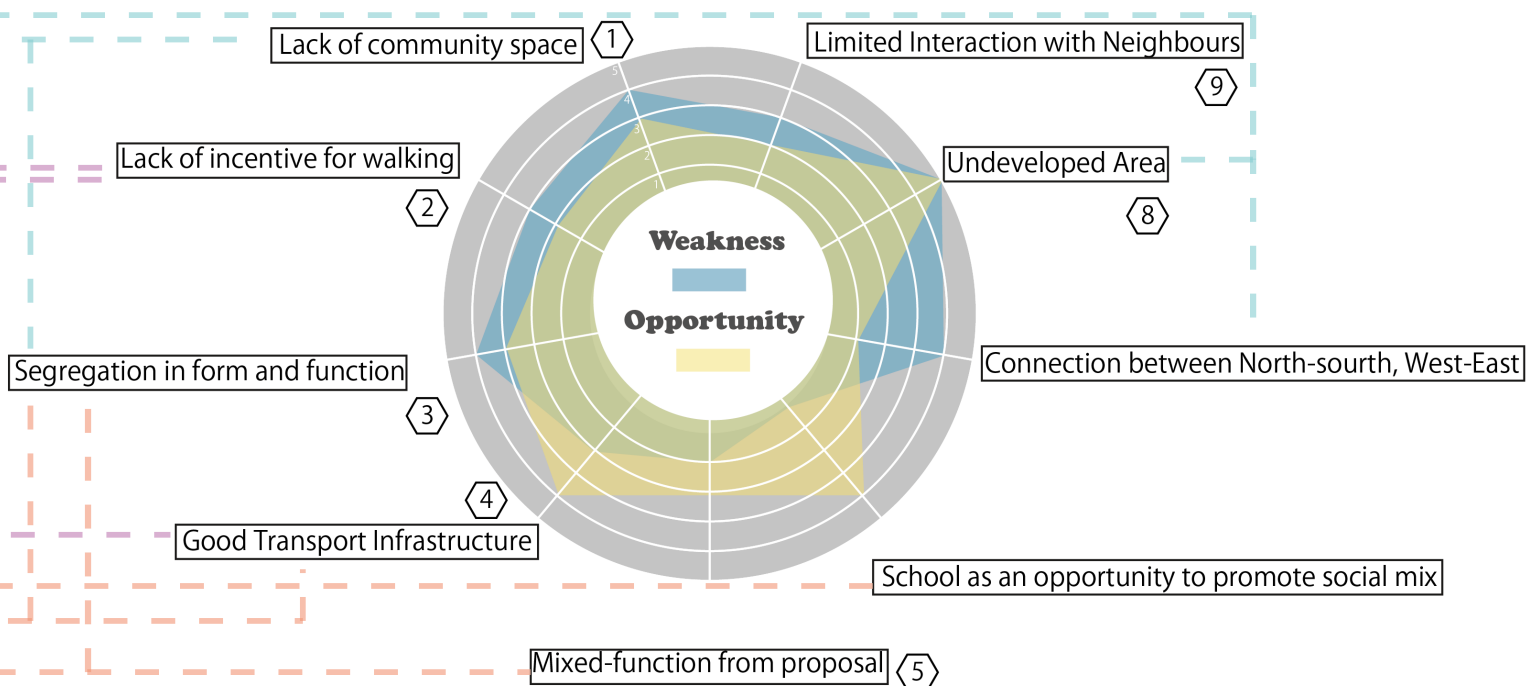 Lack of community space
1
Limited Interaction with Neighbours
9
5
4
3
2
1
Lack of incentive for walking
2
Undeveloped Area
8
Weakness
Opportunity
Segregation in form and function
3
Connection between North-sourth, West-East
4
Good Transport Infrastructure
School as an opportunity to promote social mix
Mixed-function from proposal
5